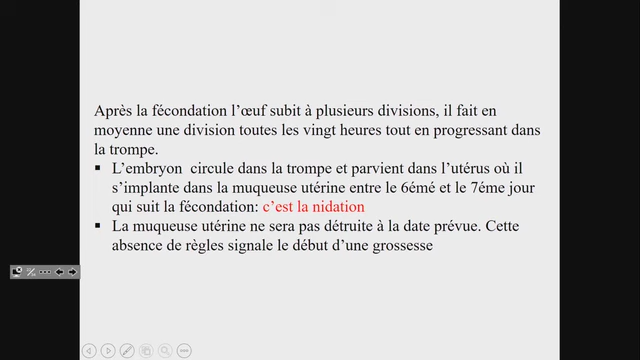 Après la fécondation l’œuf subit à plusieurs divisions, il fait en
moyenne une division toutes les vingt heures tout en progressant dans
la trompe.
▪ L’embryon circule dans la trompe et parvient dans l’utérus où il
s’implante dans la muqueuse utérine entre le 6émé et le 7éme jour
qui suit la fécondation: c’est la nidation
▪ La muqueuse utérine ne sera pas détruite à la date prévue. Cette
absence de règles signale le début d’une grossesse